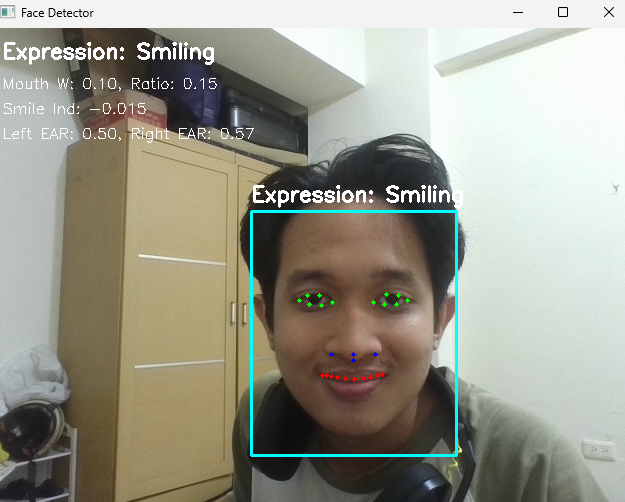 Face Detector
Expression: Smiling
Mouth W: 0.10, Ratio: 0.15
Smile Ind: -0.015
Left EAR: 0.50, Right EAR: 0.57
Expression: Smiling